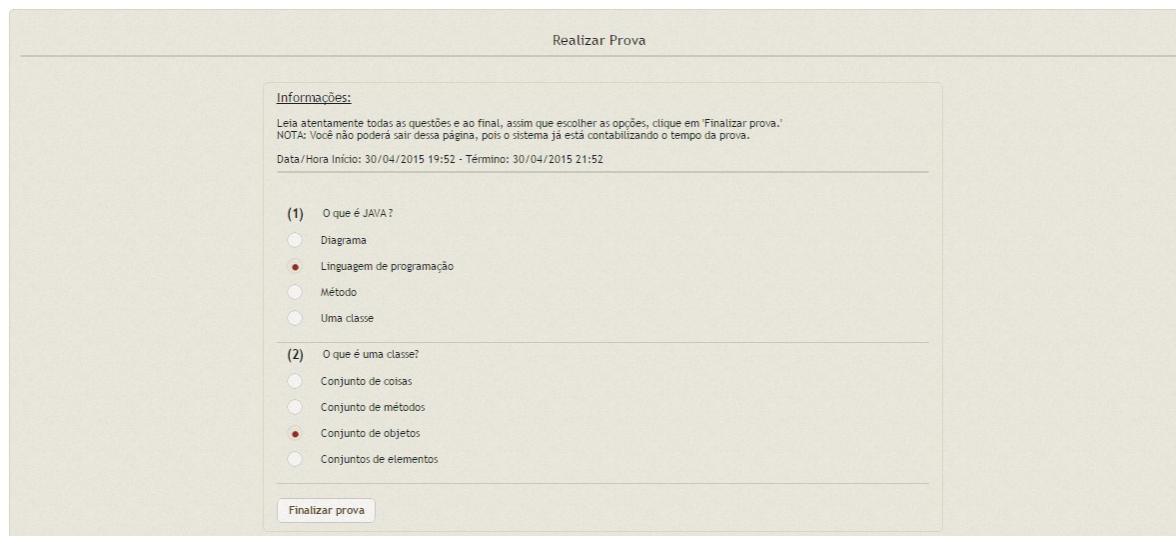 Realizar Prova
Informações:
Leia atentamente todas as questões e ao final, assim que escolher as opções, clique em 'Finalizar prova.'
NOTA: Você não poderá sair dessa página, pois o sistema já está contabilizando o tempo da prova.
Data/Hora Início: 30/04/2015 19:52 - Término: 30/04/2015 21:52
(1) O que é JAVA ?
Diagrama
Linguagem de programação
Método
Uma classe
(2) O que é uma classe?
Conjunto de coisas
Conjunto de métodos
Conjunto de objetos
Conjuntos de elementos
Finalizar prova